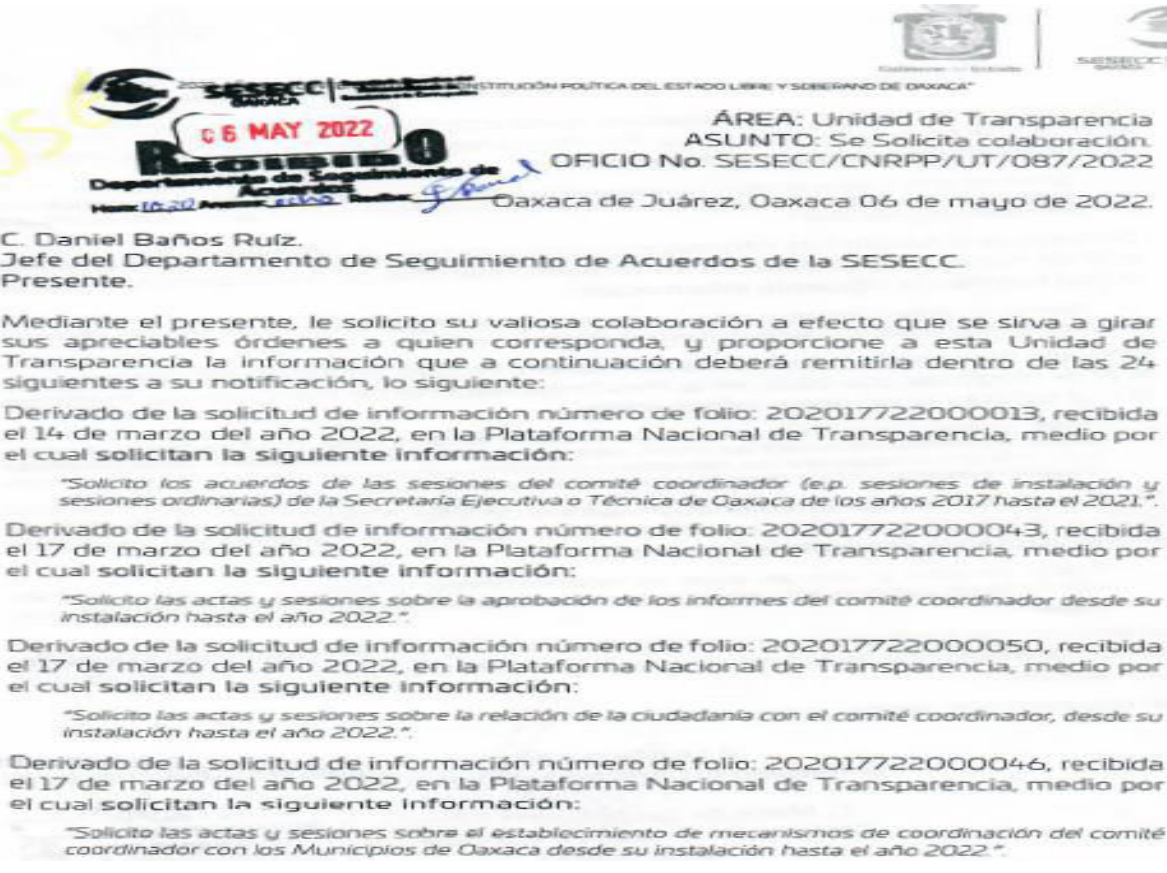 SESECC
OAXACA
CONSTITUCIÓN POLÍTICA DEL ESTADO LIBRE Y SOBERANO DE OAXACA"
SESECC
OAXACA
06 MAY 2022
RECIBIDO
Departamento de Seguimiento de
Acuerdos
Hora: 10:20
ÁREA: Unidad de Transparencia
ASUNTO: Se Solicita colaboración.
OFICIO No. SESECC/CNRPP/UT/087/2022
Oaxaca de Juárez, Oaxaca 06 de mayo de 2022.
C. Daniel Baños Ruíz.
Jefe del Departamento de Seguimiento de Acuerdos de la SESECC.
Presente.
Mediante el presente, le solicito su valiosa colaboración a efecto que se sirva a girar
sus apreciables órdenes a quien corresponda, y proporcione a esta Unidad de
Transparencia la información que a continuación deberá remitirla dentro de las 24
siguientes a su notificación, lo siguiente:
Derivado de la solicitud de información número de folio: 202017722000013, recibida
el 14 de marzo del año 2022, en la Plataforma Nacional de Transparencia, medio por
el cual solicitan la siguiente información:
"Solicito los acuerdos de las sesiones del comité coordinador (e.p. sesiones de instalación y
sesiones ordinarias) de la Secretaría Ejecutiva o Técnica de Oaxaca de los años 2017 hasta el 2021.".
Derivado de la solicitud de información número de folio: 202017722000043, recibida
el 17 de marzo del año 2022, en la Plataforma Nacional de Transparencia, medio por
el cual solicitan la siguiente información:
"Solicito las actas y sesiones sobre la aprobación de los informes del comité coordinador desde su
instalación hasta el año 2022.".
Derivado de la solicitud de información número de folio: 202017722000050, recibida
el 17 de marzo del año 2022, en la Plataforma Nacional de Transparencia, medio por
el cual solicitan la siguiente información:
"Solicito las actas y sesiones sobre la relación de la ciudadanía con el comité coordinador, desde su
instalación hasta el año 2022.".
Derivado de la solicitud de información número de folio: 202017722000046, recibida
el 17 de marzo del año 2022, en la Plataforma Nacional de Transparencia, medio por
el cual solicitan la siguiente información:
"Solicito las actas y sesiones sobre el establecimiento de mecanismos de coordinación del comité
coordinador con los Municipios de Oaxaca desde su instalación hasta el año 2022.".